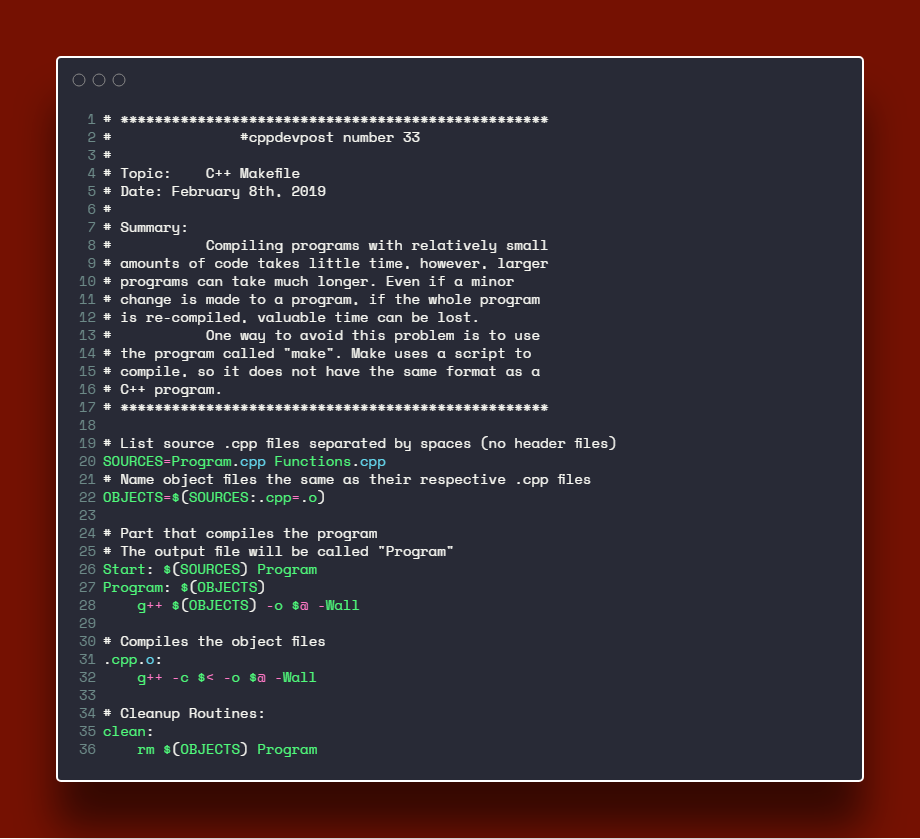 1 # **************************************************
2 #               #cppdevpost number 33
3 #
4 # Topic:    C++ Makefile
5 # Date: February 8th, 2019
6 #
7 # Summary:
8 #           Compiling programs with relatively small
9 # amounts of code takes little time, however, larger
10 # programs can take much longer. Even if a minor
11 # change is made to a program, if the whole program
12 # is re-compiled, valuable time can be lost.
13 #           One way to avoid this problem is to use
14 # the program called "make". Make uses a script to
15 # compile, so it does not have the same format as a
16 # C++ program.
17 # **************************************************
18
19 # List source .cpp files separated by spaces (no header files)
20 SOURCES=Program.cpp Functions.cpp
21 # Name object files the same as their respective .cpp files
22 OBJECTS=$(SOURCES:.cpp=.o)
23
24 # Part that compiles the program
25 # The output file will be called "Program"
26 Start: $(SOURCES) Program
27 Program: $(OBJECTS)
28     g++ $(OBJECTS) -o $@ -Wall
29
30 # Compiles the object files
31 .cpp.o:
32     g++ -c $< -o $@ -Wall
33
34 # Cleanup Routines:
35 clean:
36     rm $(OBJECTS) Program